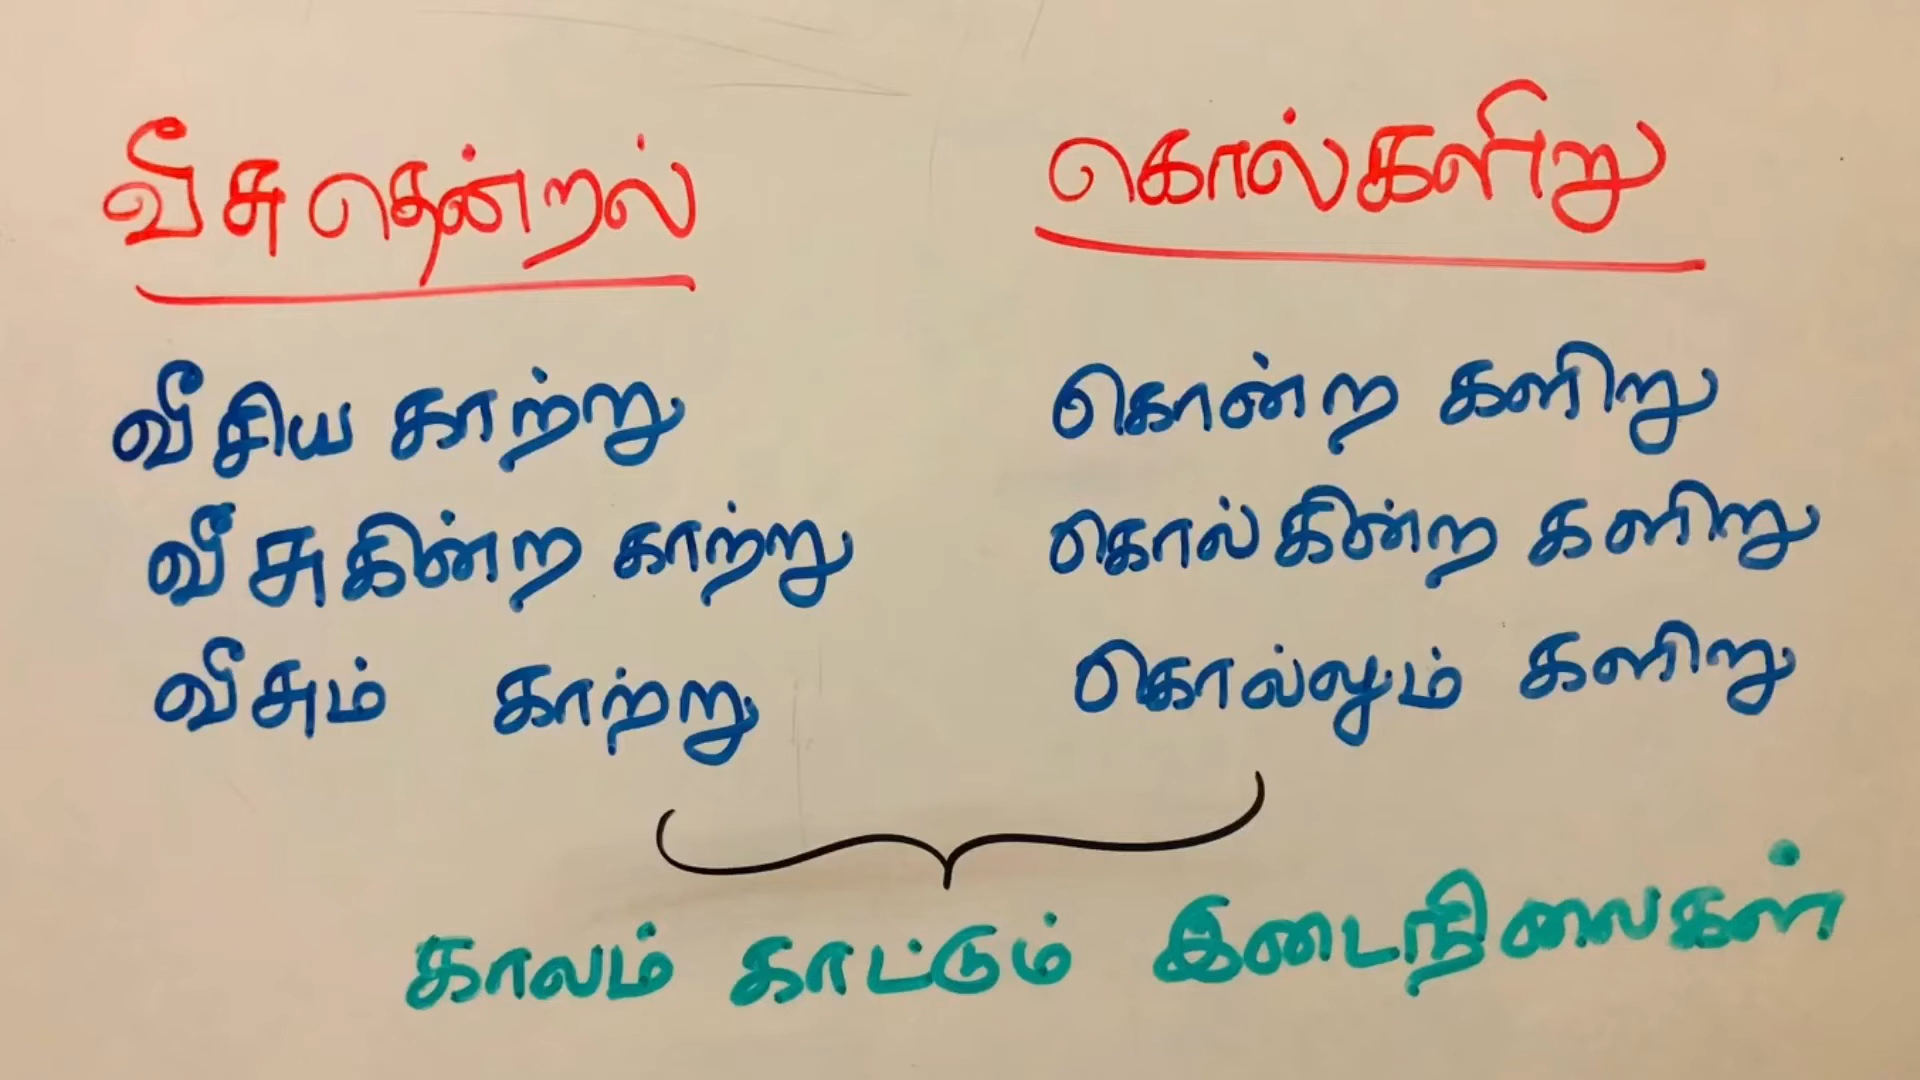 வீசுதென்றல்
வீசிய காற்று
வீசுகின்ற காற்று
வீசும் காற்று
கொல்களிறு
கொன்ற களிறு
கொல்கின்ற களிறு
கொல்லும் களிறு
காலம் காட்டும் இடைநிலைகள்